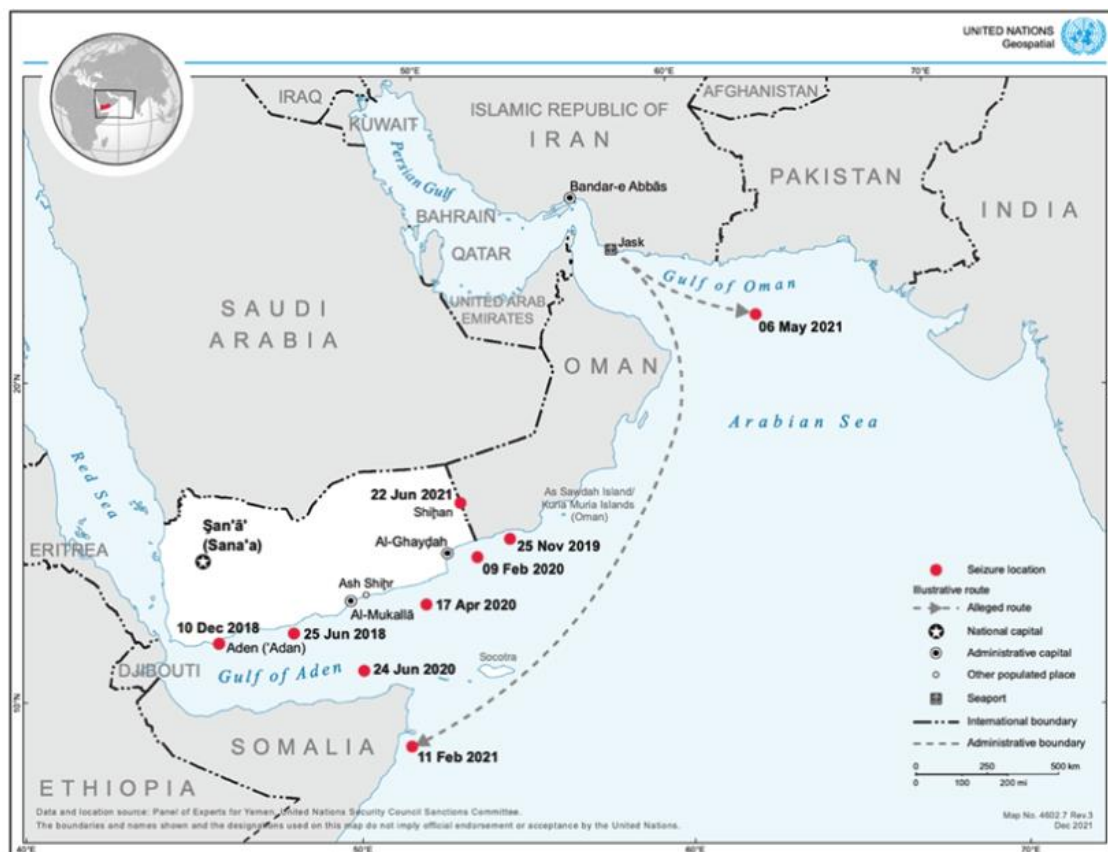 UNITED NATIONS
Geospatial
50°E
60°E
70°E
IRAQ
KUWAIT
ISLAMIC REPUBLIC OF
IRAN
AFGHANISTAN
PAKISTAN
INDIA
Persian Gulf
Bandar-e Abbās
BAHRAIN
QATAR
Jask
Gulf of Oman
UNITED ARAB
EMIRATES
06 May 2021
SAUDI
ARABIA
OMAN
20°N
20°N
Arabian Sea
Red Sea
22 Jun 2021
Shiḩan
As Sawdah Island/
Kuria Muria Islands
(Oman)
Şan'ā'
(Sana'a)
Al-Ghayḑah
25 Nov 2019
ERITREA
09 Feb 2020
Ash Shiḩr
Al-Mukallā
17 Apr 2020
10 Dec 2018
25 Jun 2018
Aden ('Adan)
DJIBOUTI
Gulf of Aden
24 Jun 2020
Socotra
10°N
10°N
SOMALIA
11 Feb 2021
ETHIOPIA
Seizure location
Illustrative route
Alleged route
National capital
Administrative capital
Other populated place
Seaport
International boundary
Administrative boundary
0 250 500 km
0 100 200 mi
Data and location source: Panel of Experts for Yemen, United Nations Security Council Sanctions Committee.
The boundaries and names shown and the designations used on this map do not imply official endorsement or acceptance by the United Nations.
Map No. 4602.7 Rev.3
Dec 2021
40°E
50°E
60°E
70°E